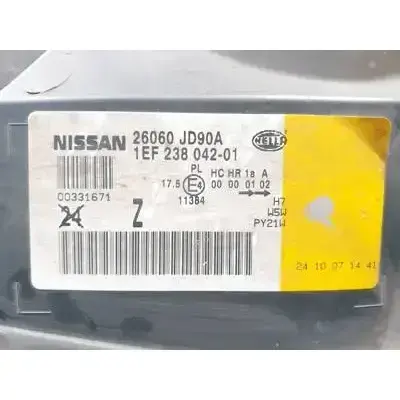 NISSAN 26060 JD90A
1EF 238 042-01
HELLA
PL HC HR 18 A
17.5 E4 00 00 01 02
00331671
11384
H7
24
Z
W5W
PY21W
24 10 07 14 41